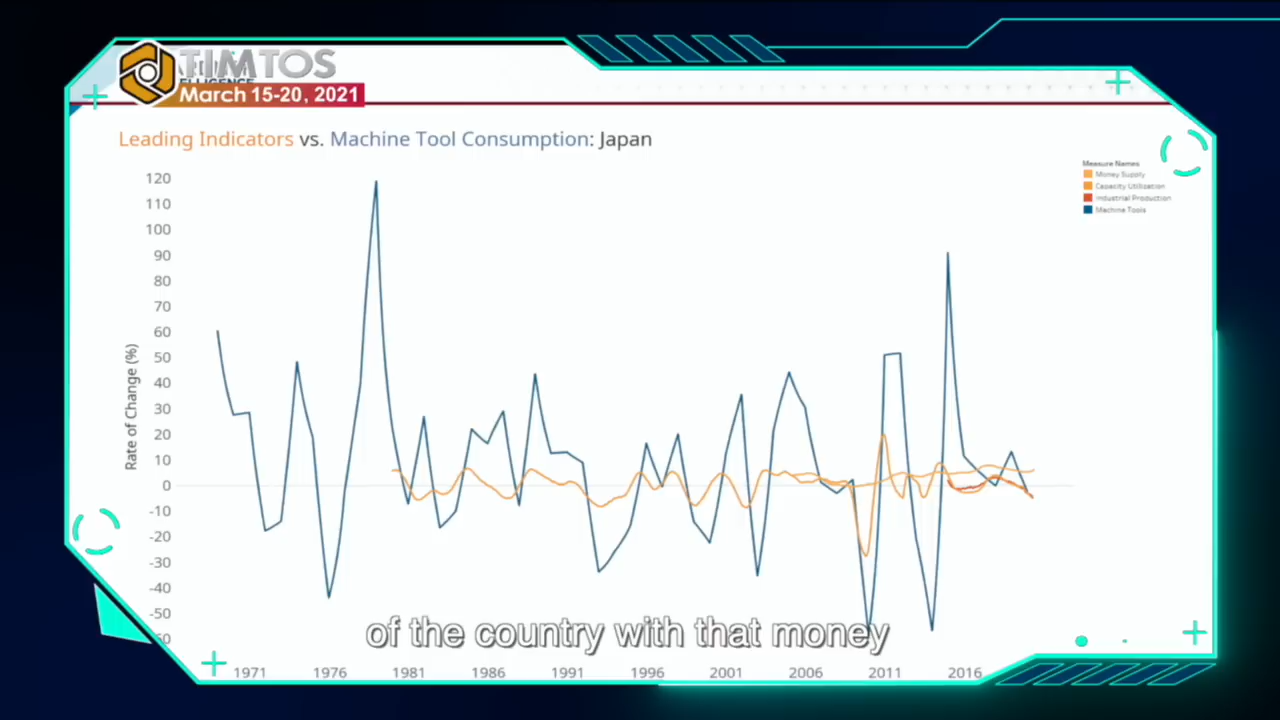 TIMTOS
LLIGENCE
March 15-20, 2021
Leading Indicators vs. Machine Tool Consumption: Japan
Measure Names
Money Supply
Capacity Utilization
Industrial Production
Machine Tools
Rate of Change (%)
120
110
100
90
80
70
60
50
40
30
20
10
0
-10
-20
-30
-40
-50
of the country with that money
1971 1976 1981 1986 1991 1996 2001 2006 2011 2016